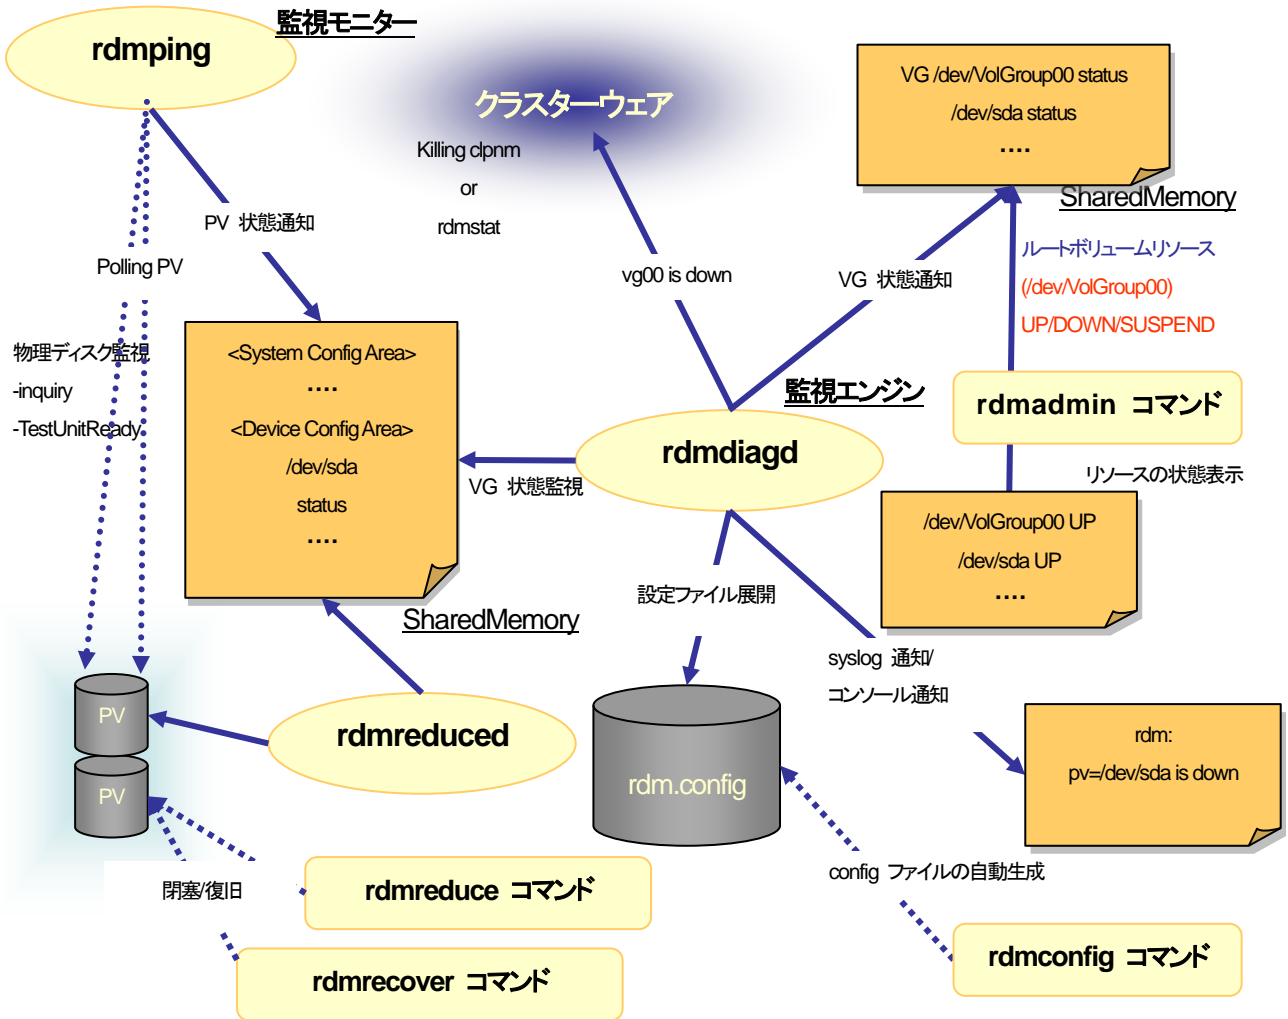 監視モニター
rdmping
クラスターウェア
VG /dev/VolGroup00 status
/dev/sda status
....
SharedMemory
Killing clpnm
or
rdmstat
PV 状態通知
Polling PV
vg00 is down
VG 状態通知
ルートボリュームリソース
(/dev/VolGroup00)
UP/DOWN/SUSPEND
物理ディスク監視
-inquiry
-TestUnitReady
<System Config Area>
....
<Device Config Area>
/dev/sda
status
....
SharedMemory
監視エンジン
rdmdiagd
VG 状態監視
rdmadmin コマンド
リソースの状態表示
/dev/VolGroup00 UP
/dev/sda UP
....
設定ファイル展開
syslog 通知/
コンソール通知
PV
PV
rdmreduced
rdm.config
rdm:
pv=/dev/sda is down
閉塞/復旧
rdmreduce コマンド
config ファイルの自動生成
rdmrecover コマンド
rdmconfig コマンド